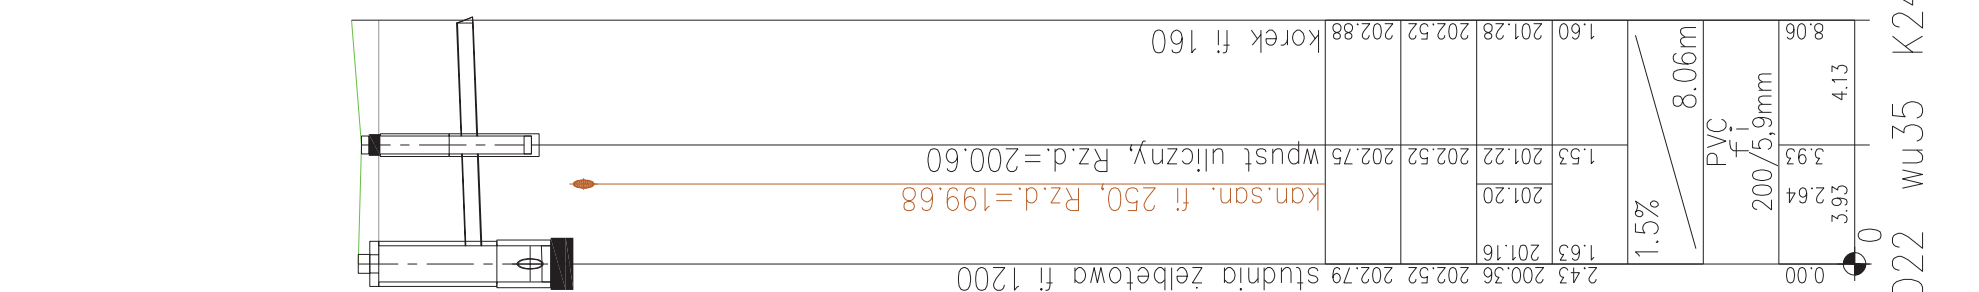 korek fi 160
202.88
202.52
201.28
1.60
8.06
wpust uliczny, Rz.d.=200.60
202.75
202.52
201.22
1.53
3.93
kan.san. fi 250, Rz.d.=199.68
201.20
2.64
studnia żelbetowa fi 1200
202.79
202.52
201.16
200.36
1.63
2.43
0.00
1.5%
8.06m
PVC
fi
200/5,9mm
3.93
4.13
0
wu35